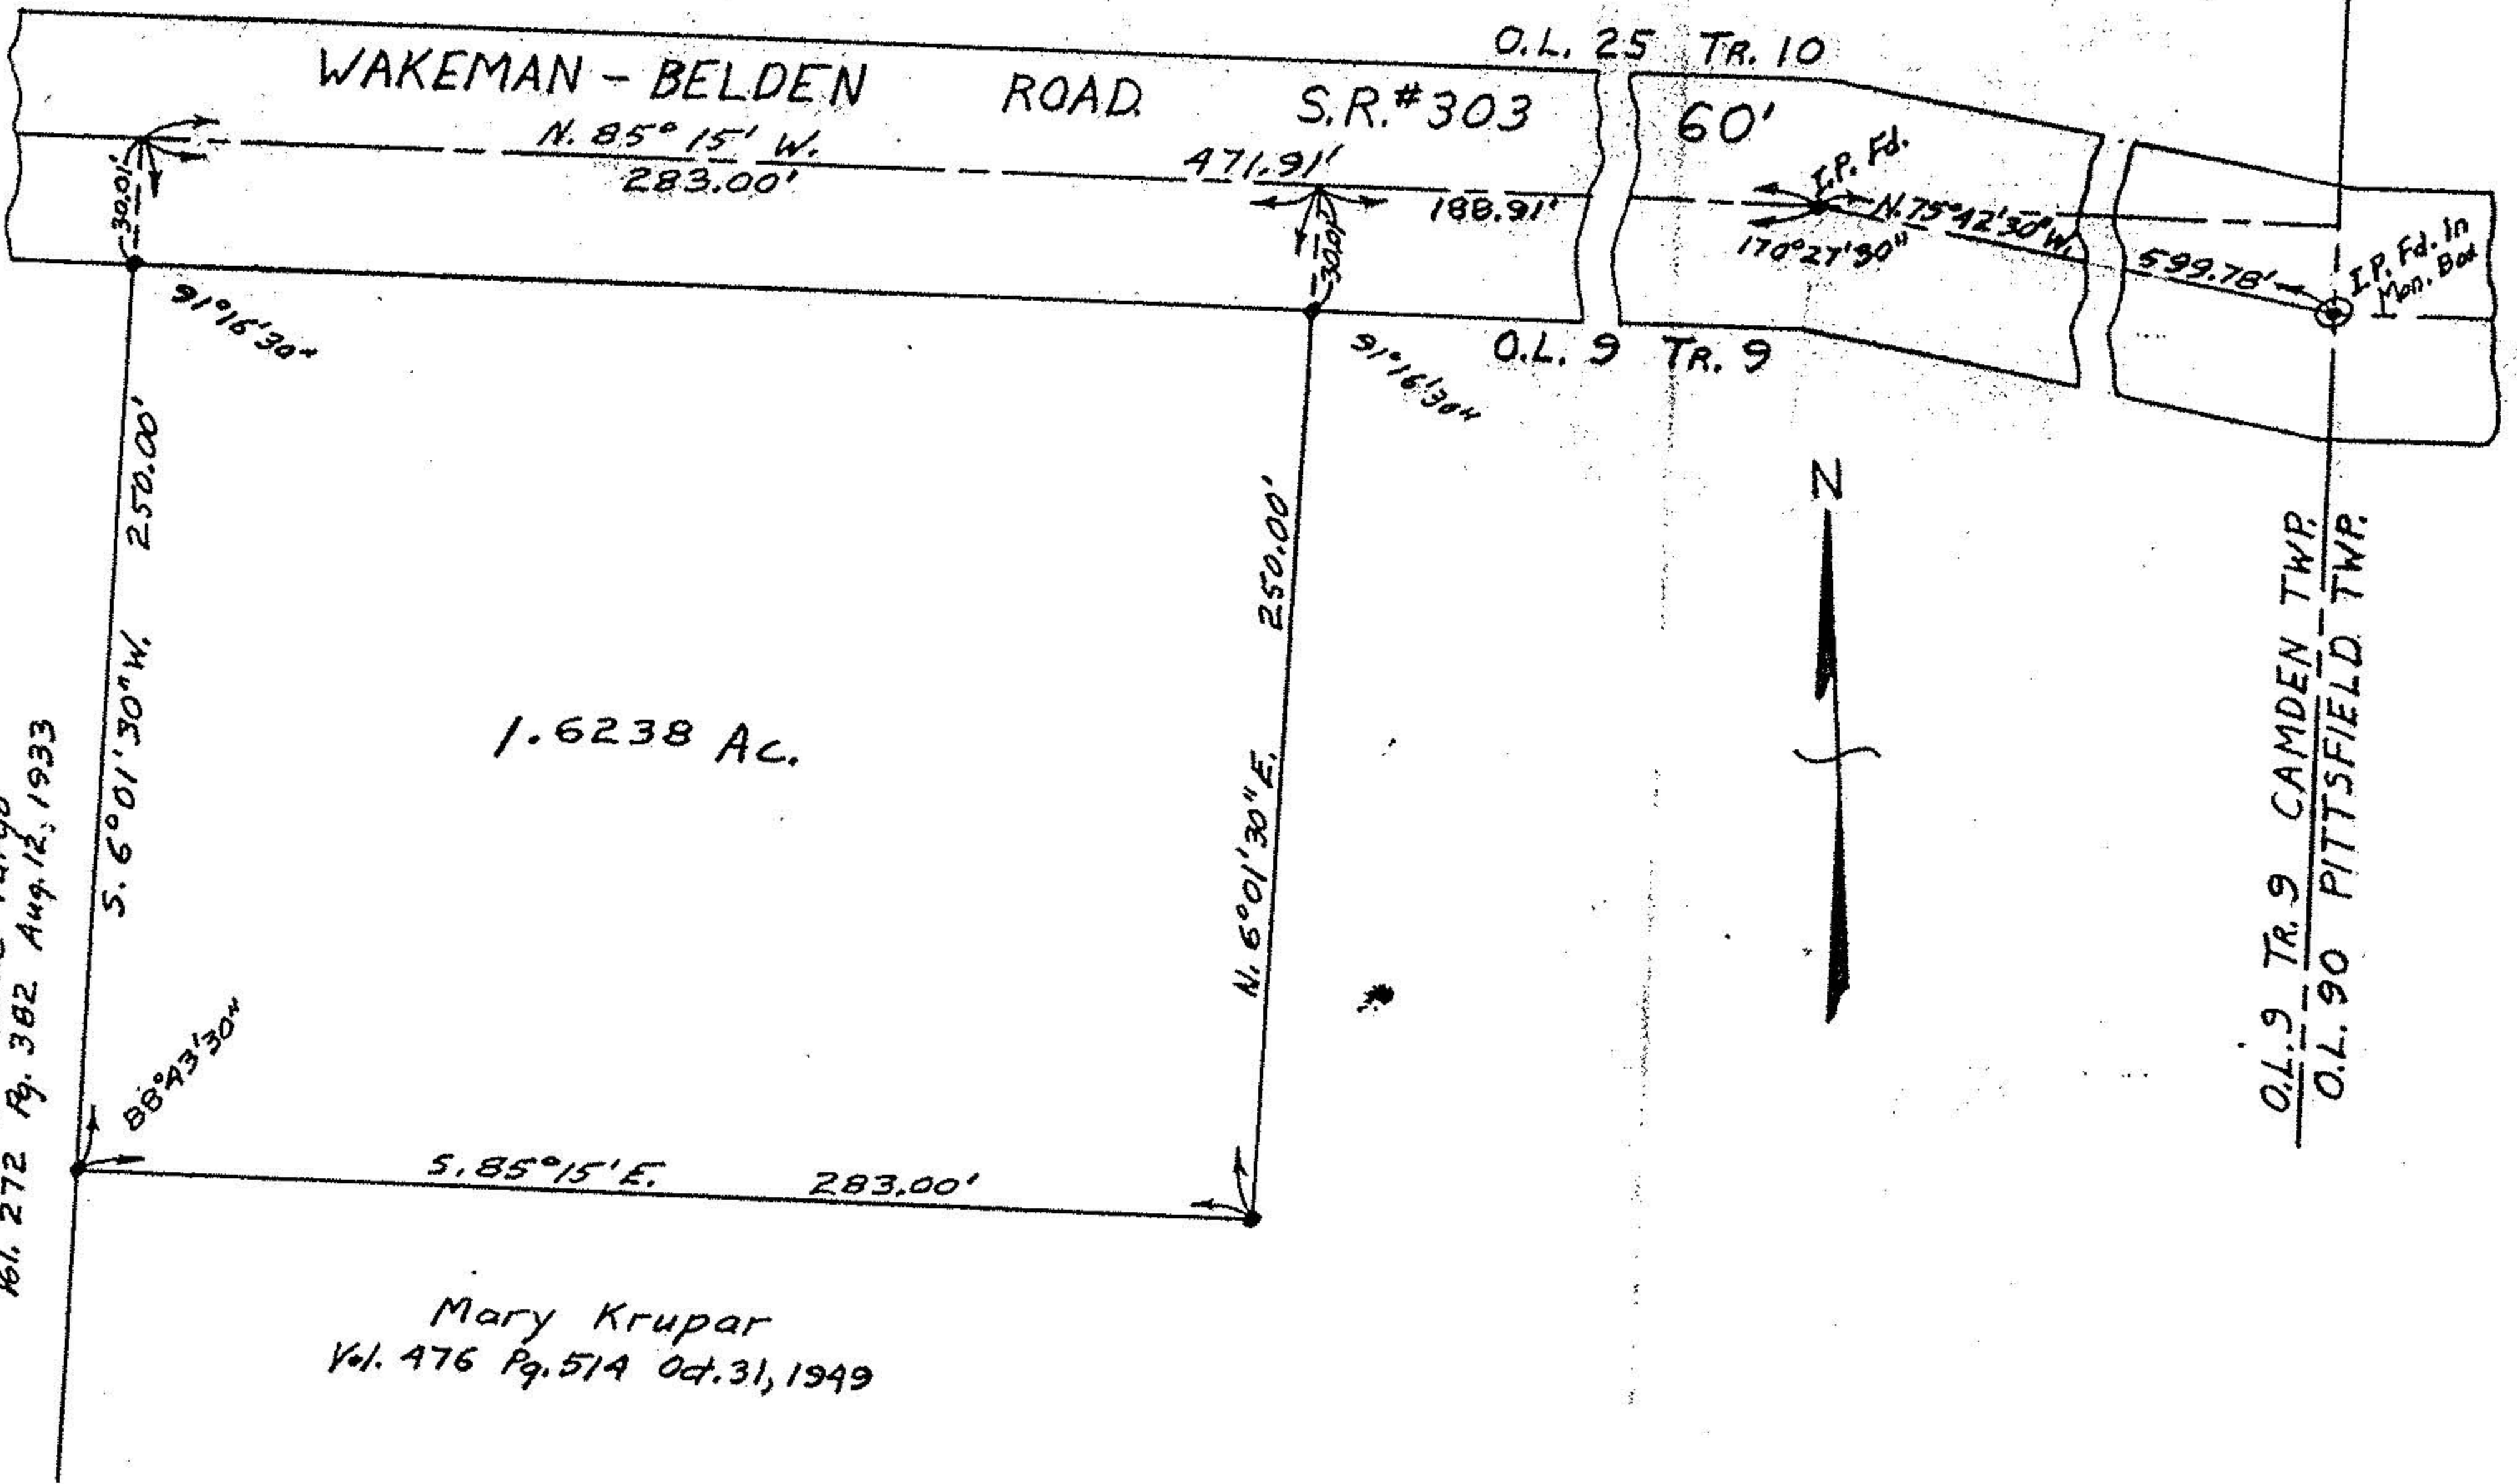 O.L. 25 TR. 10
WAKEMAN - BELDEN ROAD S.R. #303 60'
N. 85° 15' W.
283.00'
471.91'
188.91'
I.P. Fd.
N. 75° 42' 30" W.
170° 27' 30"
599.78'
I.P. Fd. In
Mon. Box
30.01'
30.01'
91° 16' 30"
91° 16' 30"
O.L. 9 TR. 9
250.00'
S. 6° 01' 30" W.
250.00'
N. 6° 01' 30" E.
N
1.6238 Ac.
88° 43' 30"
S. 85° 15' E. 283.00'
Vol. 272 Pg. 382 Aug. 12, 1933
Mary Krupar
Vol. 476 Pg. 514 Oct. 31, 1949
O.L. 9 TR. 9 CAMDEN TWP.
O.L. 90 PITTSFIELD TWP.